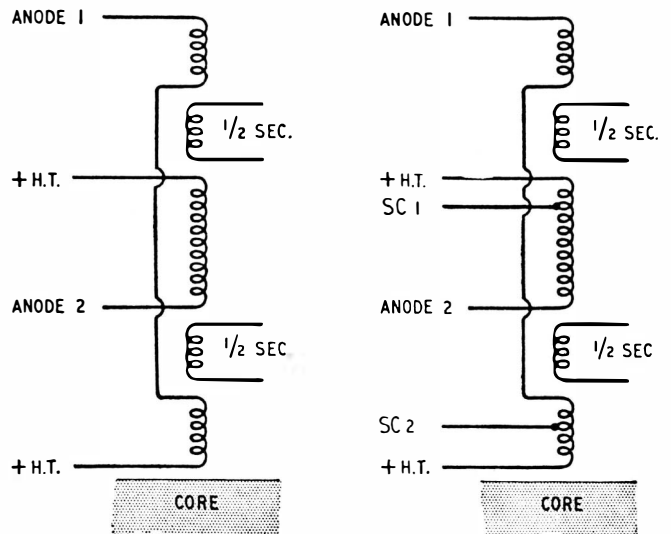 ANODE 1
1/2 SEC.
+ H.T.
ANODE 2
1/2 SEC
+ H.T.
CORE
ANODE 1
1/2 SEC.
+ H.T.
SC 1
ANODE 2
1/2 SEC
SC 2
+ H.T.
CORE